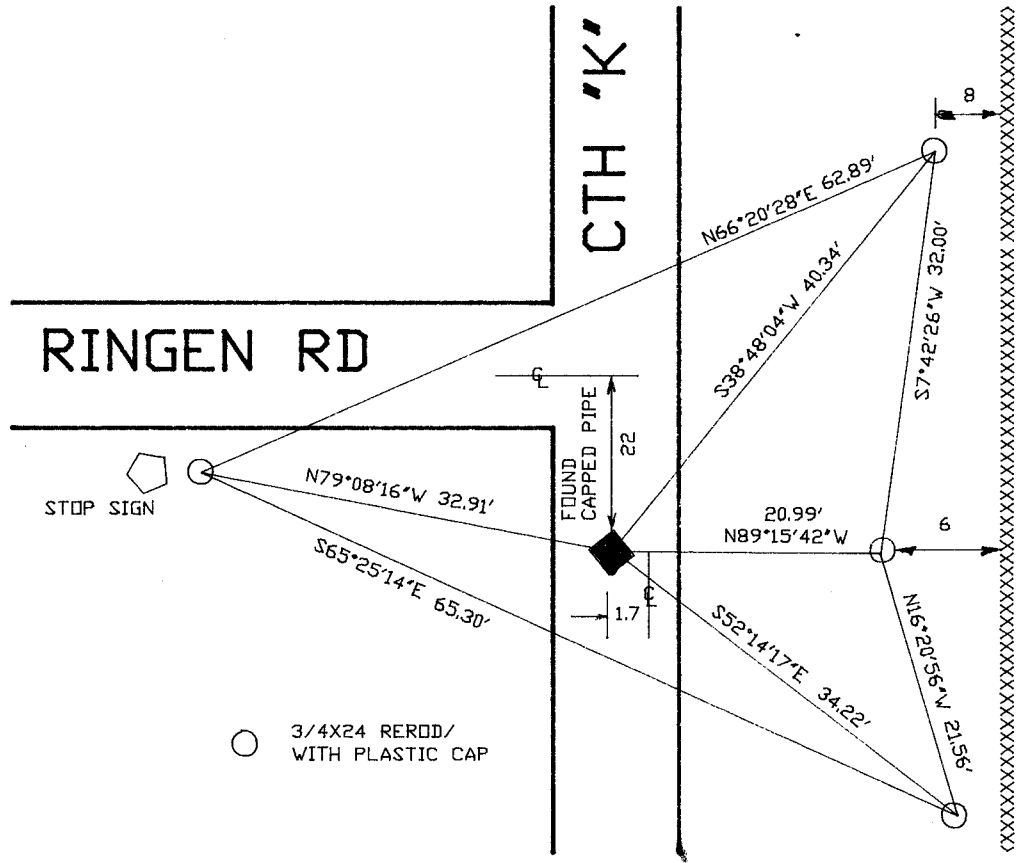 CTH "K"
8
N66°20'28"E 62.89'
S38°48'04"W 40.34'
S7°42'26"W 32.00'
RINGEN RD
℄
FOUND
CAPPED PIPE
22
STOP SIGN
N79°08'16"W 32.91'
20.99'
N89°15'42"W
6
S65°25'14"E 65.30'
℄
1.7
S52°14'17"E 34.22'
N16°20'56"W 21.56'
3/4X24 REROD/
WITH PLASTIC CAP